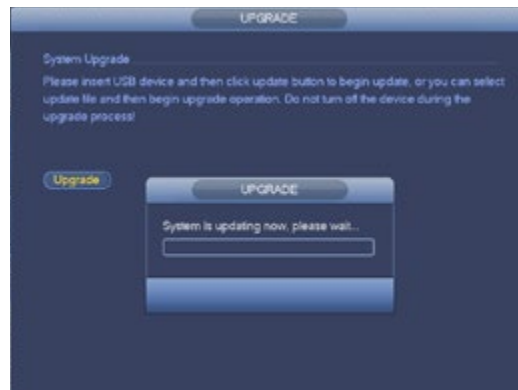 UPGRADE
System Upgrade
Please insert USB device and then click update button to begin update, or you can select
update file and then begin upgrade operation. Do not turn off the device during the
upgrade process!
Upgrade
UPGRADE
System is updating now, please wait...